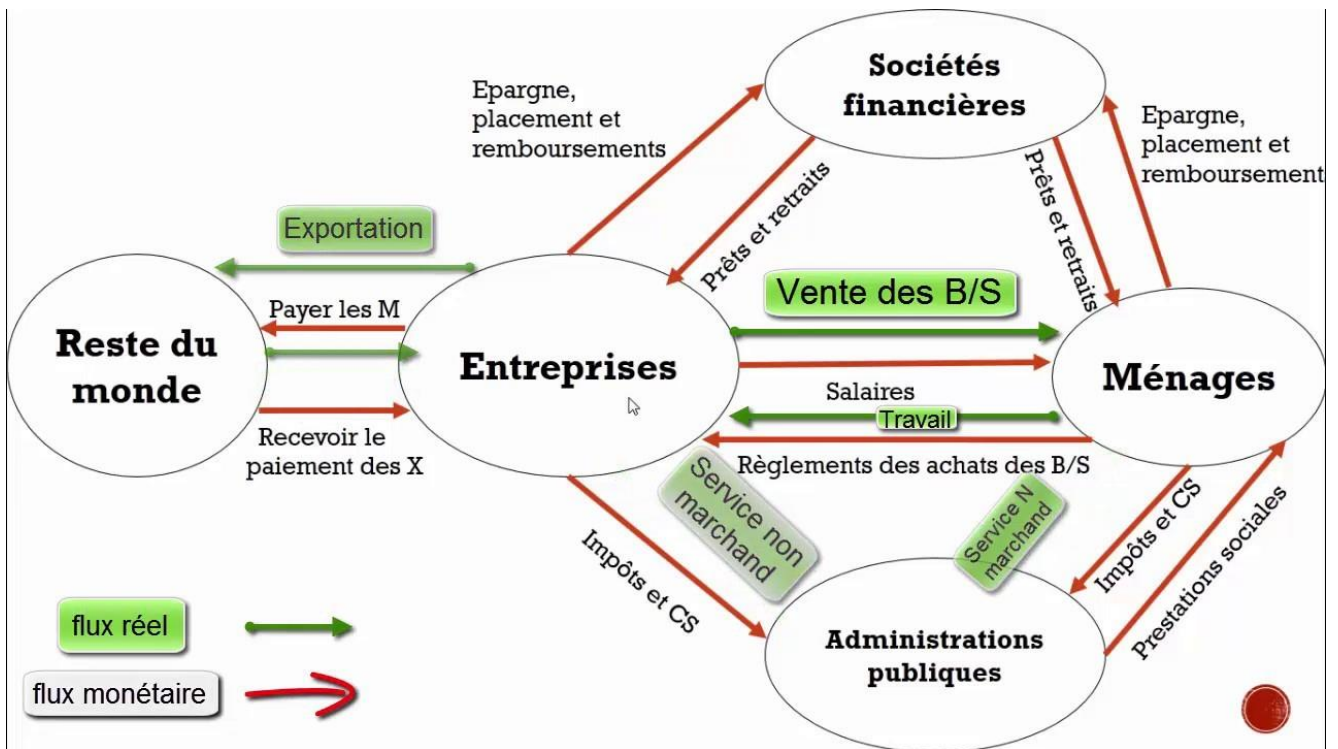 Sociétés
financières
Epargne,
placement et
remboursements
Epargne,
placement et
remboursement
Prêts et retraits
Prêts et retraits
Exportation
Payer les M
Vente des B/S
Reste du
monde
Entreprises
Ménages
Salaires
Travail
Recevoir le
paiement des X
Règlements des achats des B/S
Service non
marchand
Service N
marchand
Impôts et CS
Impôts et CS
Prestations sociales
Administrations
publiques
flux réel
flux monétaire